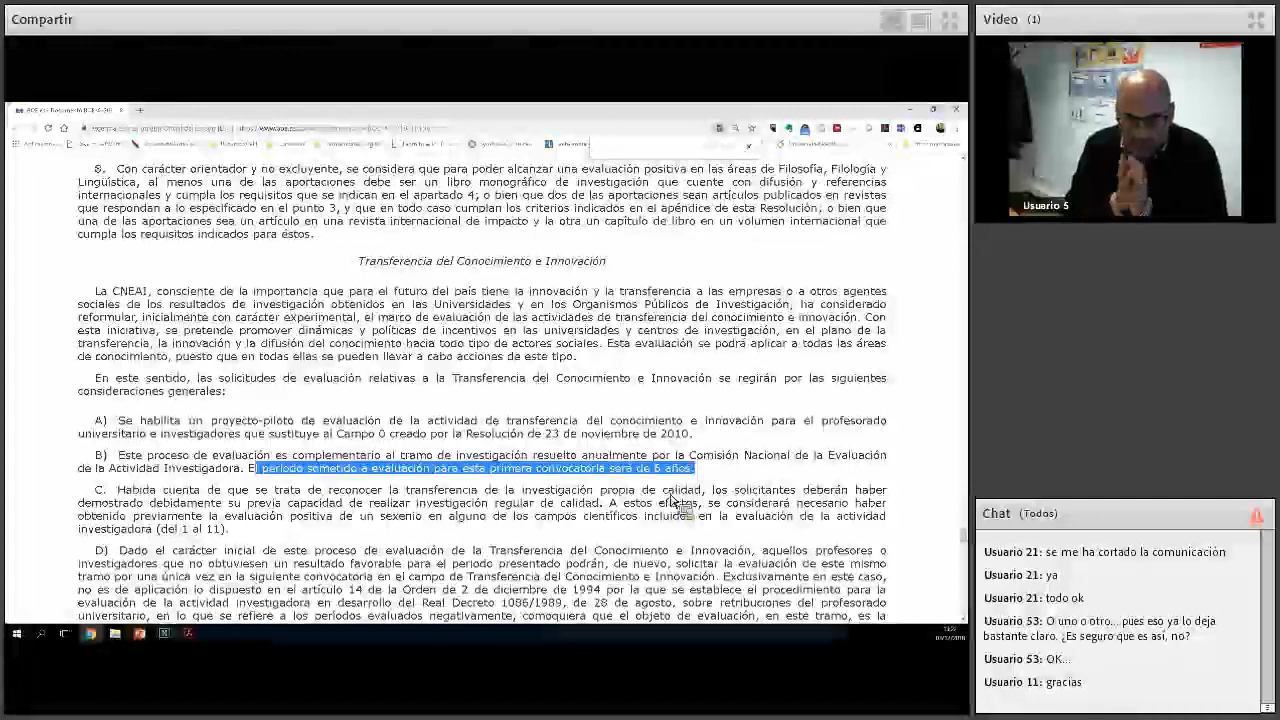 Compartir
Video (1)
Usuario 5
8. Con carácter orientador y no excluyente, se considera que para poder alcanzar una evaluación positiva en las áreas de Filosofía, Filología y
Lingüística, al menos una de las aportaciones debe ser un libro monográfico de investigación que cuente con difusión y referencias
internacionales y cumpla los requisitos que se indican en el apartado 4; o bien que dos de las aportaciones sean artículos publicados en revistas
que respondan a lo especificado en el punto 3, y que en todo caso cumplan los criterios indicados en el apéndice de esta Resolución; o bien que
una de las aportaciones sea un artículo en una revista internacional de impacto y la otra un capítulo de libro en un volumen internacional que
cumpla los requisitos indicados para éstos.
Transferencia del Conocimiento e Innovación
La CNEAI, consciente de la importancia que para el futuro del país tiene la innovación y la transferencia a las empresas o a otros agentes
sociales de los resultados de investigación obtenidos en las Universidades y en los Organismos Públicos de Investigación, ha considerado
reformular, inicialmente con carácter experimental, el marco de evaluación de las actividades de transferencia del conocimiento e innovación. Con
esta iniciativa, se pretende promover dinámicas y políticas de incentivos en las universidades y centros de investigación, en el plano de la
transferencia, la innovación y la difusión del conocimiento hacia todo tipo de actores sociales. Esta evaluación se podrá aplicar a todas las áreas
de conocimiento, puesto que en todas ellas se pueden llevar a cabo acciones de este tipo.
En este sentido, las solicitudes de evaluación relativas a la Transferencia del Conocimiento e Innovación se regirán por las siguientes
consideraciones generales:
A) Se habilita un proyecto-piloto de evaluación de la actividad de transferencia del conocimiento e Innovación para el profesorado
universitario e investigadores que sustituye al Campo 0 creado por la Resolución de 23 de noviembre de 2010.
B) Este proceso de evaluación es complementario al tramo de investigación resuelto anualmente por la Comisión Nacional de la Evaluación
de la Actividad Investigadora. El periodo sometido a evaluación para esta primera convocatoria será de 6 años.
C. Habida cuenta de que se trata de reconocer la transferencia de la investigación propia de calidad, los solicitantes deberán haber
demostrado debidamente su previa capacidad de realizar investigación regular de calidad. A estos efectos, se considerará necesario haber
obtenido previamente la evaluación positiva de un sexenio en alguno de los campos científicos incluidos en la evaluación de la actividad
investigadora (del 1 al 11).
D) Dado el carácter inicial de este proceso de evaluación de la Transferencia del Conocimiento e Innovación, aquellos profesores o
investigadores que no obtuviesen un resultado favorable para el periodo presentado podrán, de nuevo, solicitar la evaluación de este mismo
tramo por una única vez en la siguiente convocatoria en el campo de Transferencia del Conocimiento e Innovación. Exclusivamente en este caso,
no es de aplicación lo dispuesto en el artículo 14 de la Orden de 2 de diciembre de 1994 por la que se establece el procedimiento para la
evaluación de la actividad investigadora en desarrollo del Real Decreto 1086/1989, de 28 de agosto, sobre retribuciones del profesorado
universitario, en lo que se refiere a los períodos evaluados negativamente, comoquiera que el objeto de evaluación, en este tramo, es la
Chat (Todos)
Usuario 21: se me ha cortado la comunicación
Usuario 21: ya
Usuario 21: todo ok
Usuario 53: O uno o otro....pues eso ya lo deja
bastante claro. ¿Es seguro que es así, no?
Usuario 53: OK...
Usuario 11: gracias